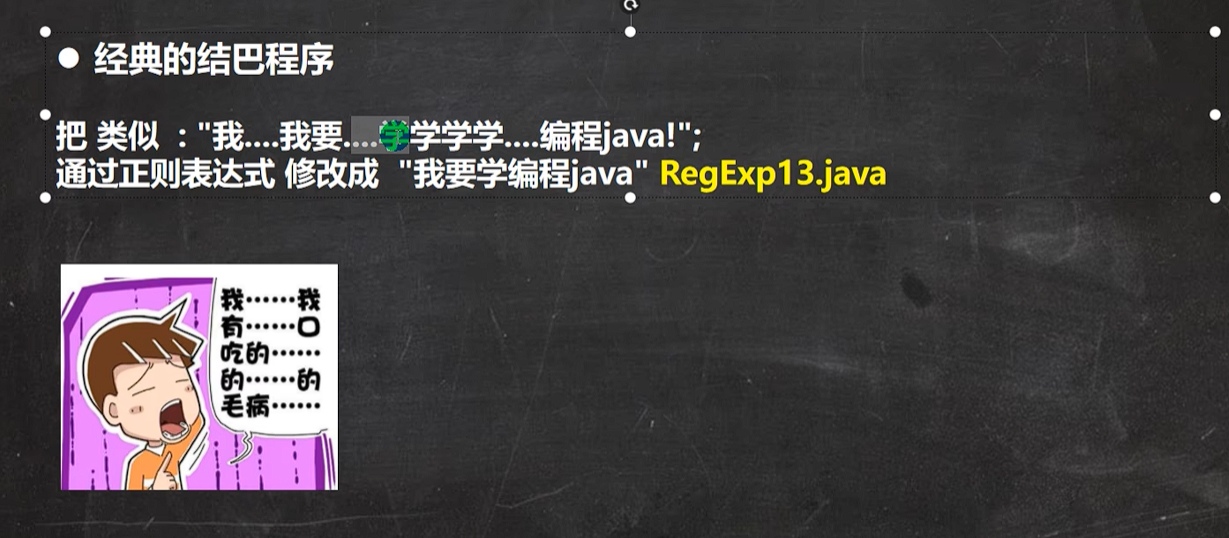 ● 经典的结巴程序
把 类似 ："我....我要....学学学学....编程java!";
通过正则表达式 修改成 "我要学编程java" RegExp13.java
我……我
有……口
吃的……
的……的
毛病……